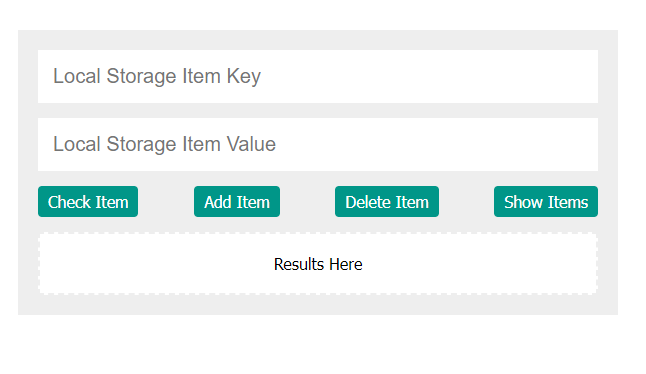 Local Storage Item Key
Local Storage Item Value
Check Item Add Item Delete Item Show Items
Results Here